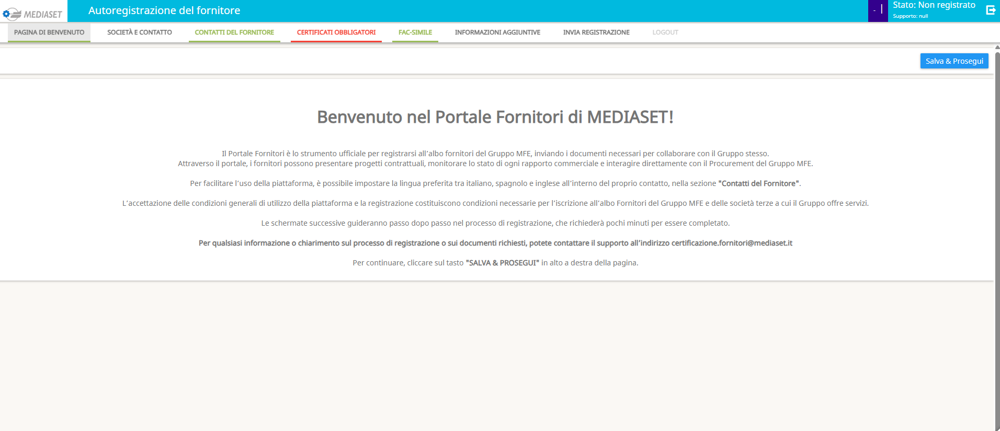 MEDIASET
Autoregistrazione del fornitore
- |
Stato: Non registrato
Supporto: null
PAGINA DI BENVENUTO
SOCIETÀ E CONTATTO
CONTATTI DEL FORNITORE
CERTIFICATI OBBLIGATORI
FAC-SIMILE
INFORMAZIONI AGGIUNTIVE
INVIA REGISTRAZIONE
LOGOUT
Salva & Prosegui
Benvenuto nel Portale Fornitori di MEDIASET!
Il Portale Fornitori è lo strumento ufficiale per registrarsi all'albo fornitori del Gruppo MFE, inviando i documenti necessari per collaborare con il Gruppo stesso.
Attraverso il portale, i fornitori possono presentare progetti contrattuali, monitorare lo stato di ogni rapporto commerciale e interagire direttamente con il Procurement del Gruppo MFE.
Per facilitare l'uso della piattaforma, è possibile impostare la lingua preferita tra italiano, spagnolo e inglese all'interno del proprio contatto, nella sezione "Contatti del Fornitore".
L'accettazione delle condizioni generali di utilizzo della piattaforma e la registrazione costituiscono condizioni necessarie per l'iscrizione all'albo Fornitori del Gruppo MFE e delle società terze a cui il Gruppo offre servizi.
Le schermate successive guideranno passo dopo passo nel processo di registrazione, che richiederà pochi minuti per essere completato.
Per qualsiasi informazione o chiarimento sul processo di registrazione o sui documenti richiesti, potete contattare il supporto all'indirizzo certificazione.fornitori@mediaset.it
Per continuare, cliccare sul tasto "SALVA & PROSEGUI" in alto a destra della pagina.